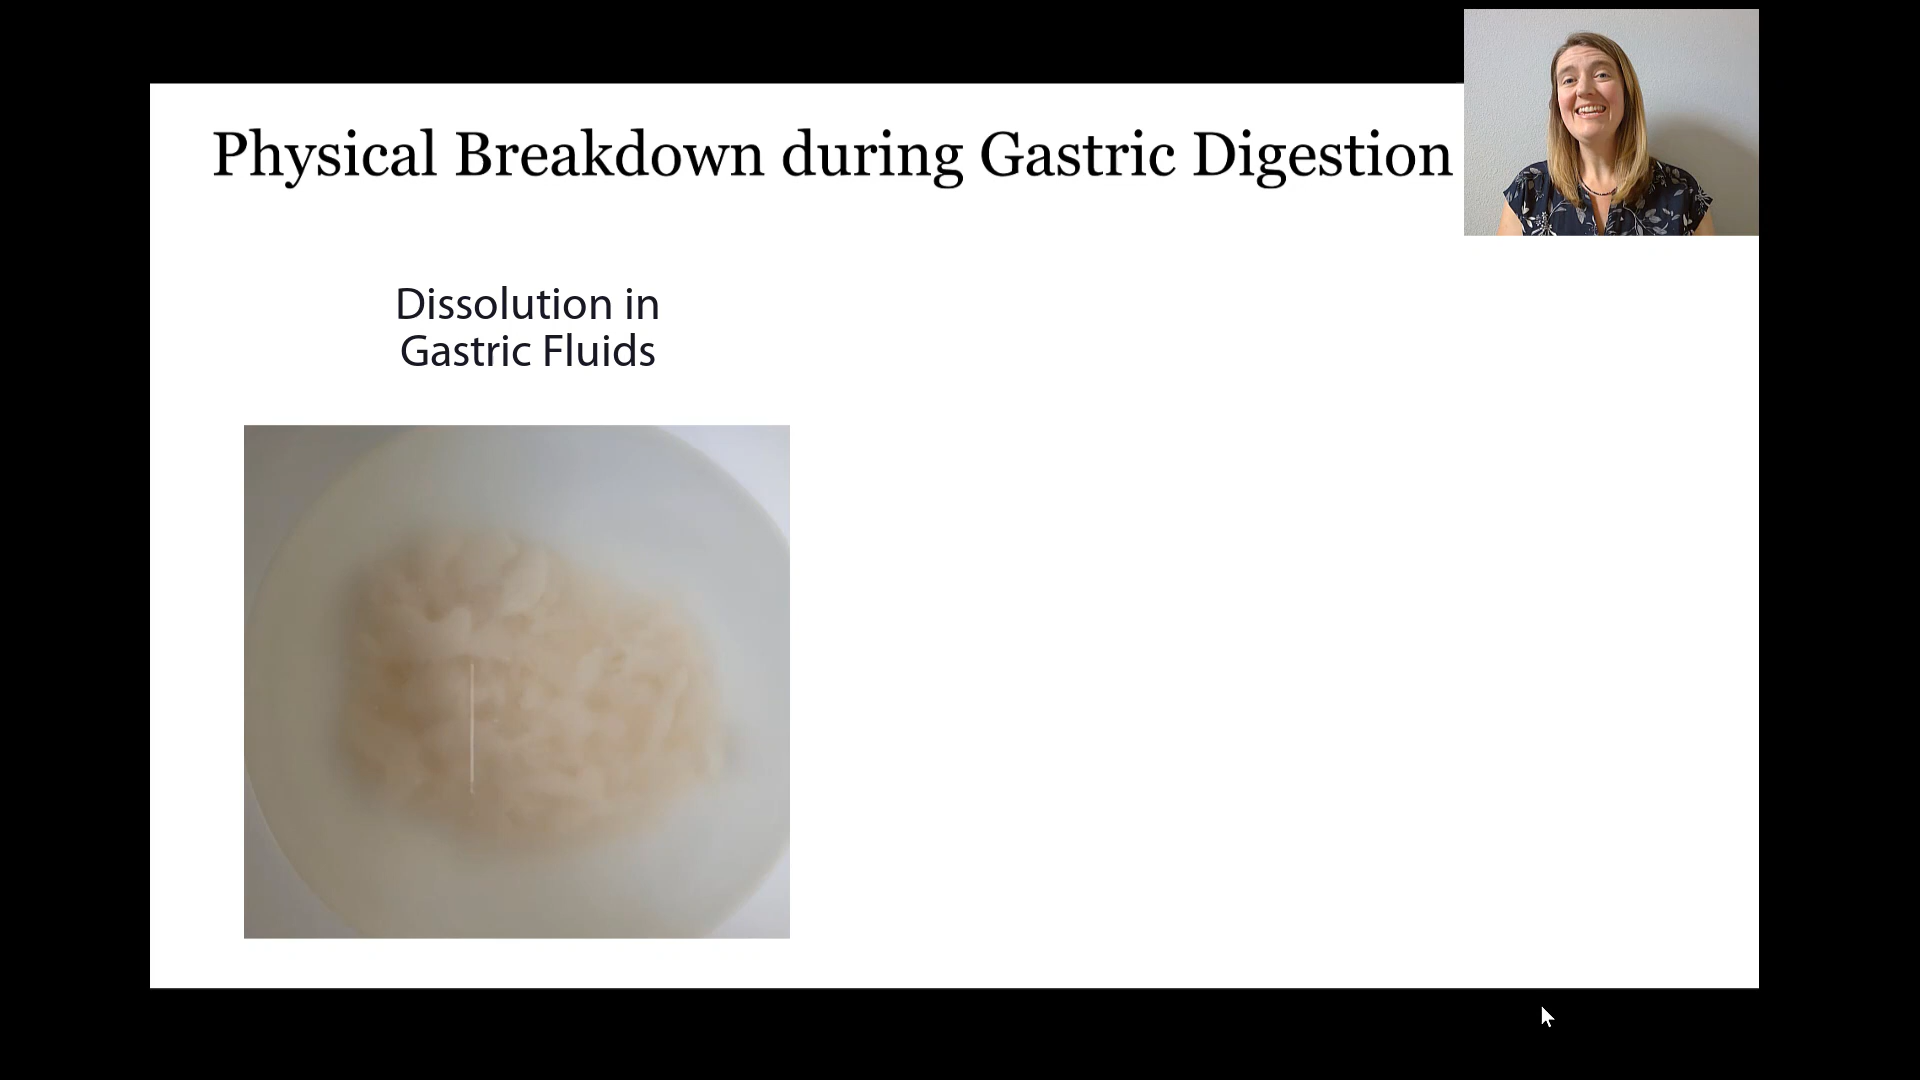 Physical Breakdown during Gastric Digestion
Dissolution in
Gastric Fluids